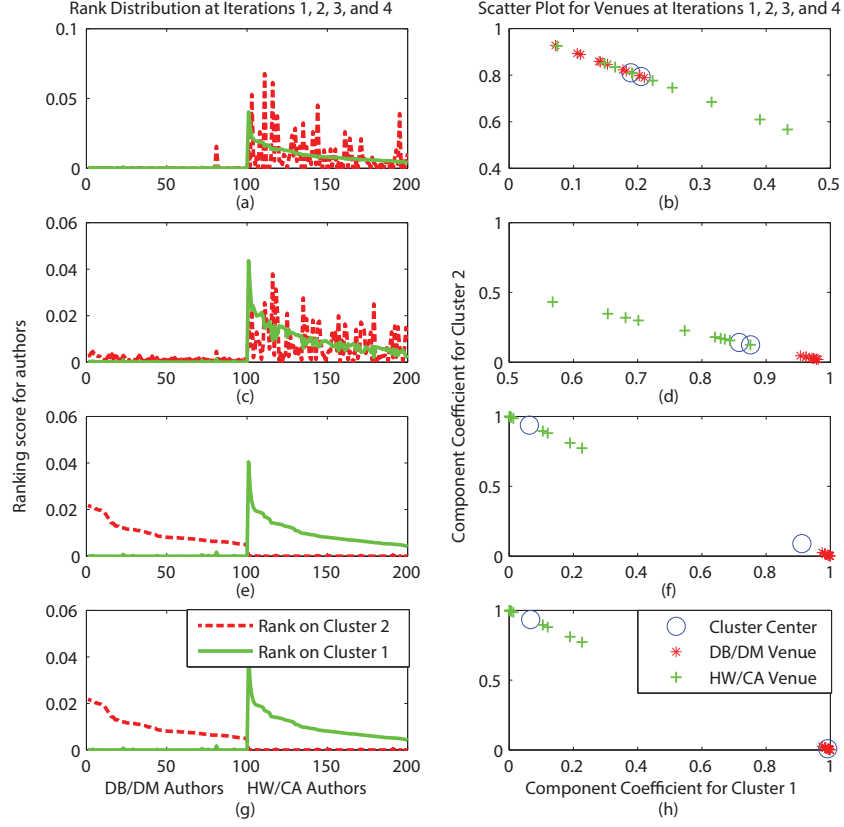 Rank Distribution at Iterations 1, 2, 3, and 4
Scatter Plot for Venues at Iterations 1, 2, 3, and 4
Ranking score for authors
Component Coefficient for Cluster 2
0.1
0.05
0
0 50 100 150 200
(a)
1
0.8
0.6
0.4
0 0.1 0.2 0.3 0.4 0.5
(b)
0.06
0.04
0.02
0
0 50 100 150 200
(c)
1
0.5
0
0.5 0.6 0.7 0.8 0.9 1
(d)
0.06
0.04
0.02
0
0 50 100 150 200
(e)
1
0.5
0
0 0.2 0.4 0.6 0.8 1
(f)
0.06
0.04
0.02
0
Rank on Cluster 2
Rank on Cluster 1
0 50 100 150 200
DB/DM Authors HW/CA Authors
(g)
1
0.5
0
Cluster Center
DB/DM Venue
HW/CA Venue
0 0.2 0.4 0.6 0.8 1
Component Coefficient for Cluster 1
(h)